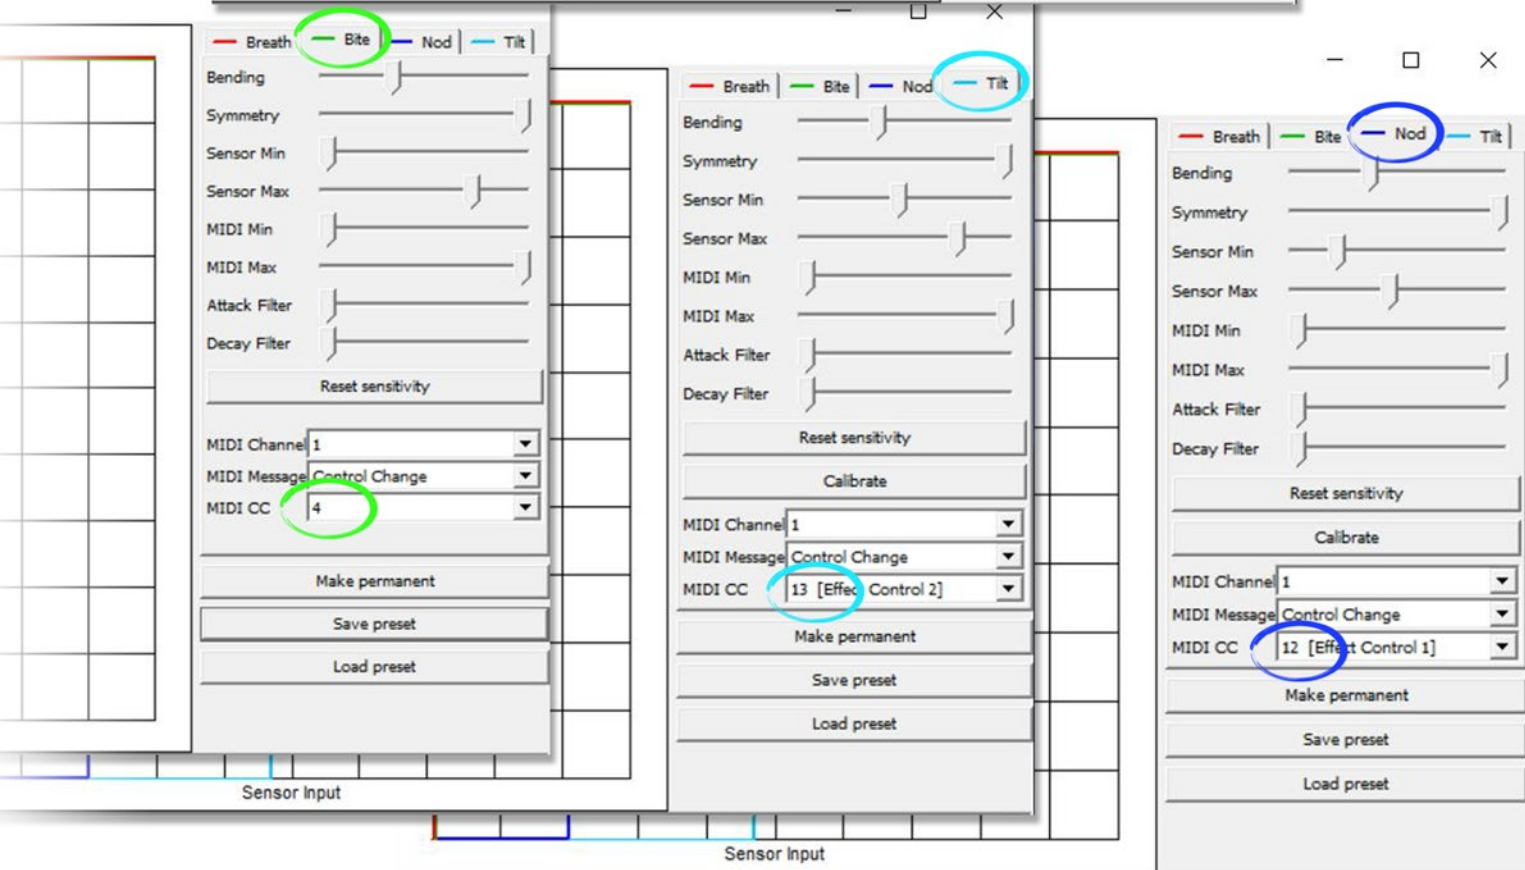 Breath Bite Nod Tilt
Bending
Symmetry
Sensor Min
Sensor Max
MIDI Min
MIDI Max
Attack Filter
Decay Filter
Reset sensitivity
MIDI Channel 1
MIDI Message Control Change
MIDI CC 4
Make permanent
Save preset
Load preset
Sensor Input
Breath Bite Nod Tilt
Bending
Symmetry
Sensor Min
Sensor Max
MIDI Min
MIDI Max
Attack Filter
Decay Filter
Reset sensitivity
Calibrate
MIDI Channel 1
MIDI Message Control Change
MIDI CC 13 [Effect Control 2]
Make permanent
Save preset
Load preset
Sensor Input
Breath Bite Nod Tilt
Bending
Symmetry
Sensor Min
Sensor Max
MIDI Min
MIDI Max
Attack Filter
Decay Filter
Reset sensitivity
Calibrate
MIDI Channel 1
MIDI Message Control Change
MIDI CC 12 [Effect Control 1]
Make permanent
Save preset
Load preset